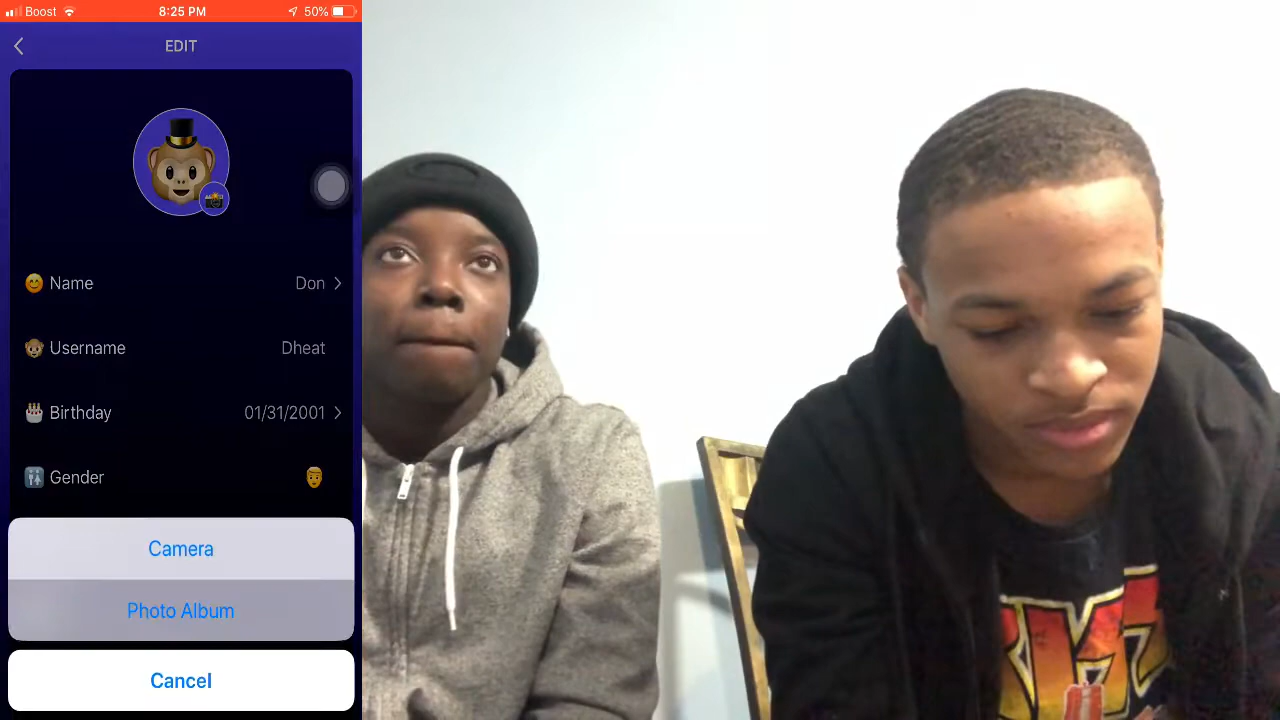 Boost 8:25 PM 50%
EDIT
Name Don
Username Dheat
Birthday 01/31/2001
Gender
Camera
Photo Album
Cancel